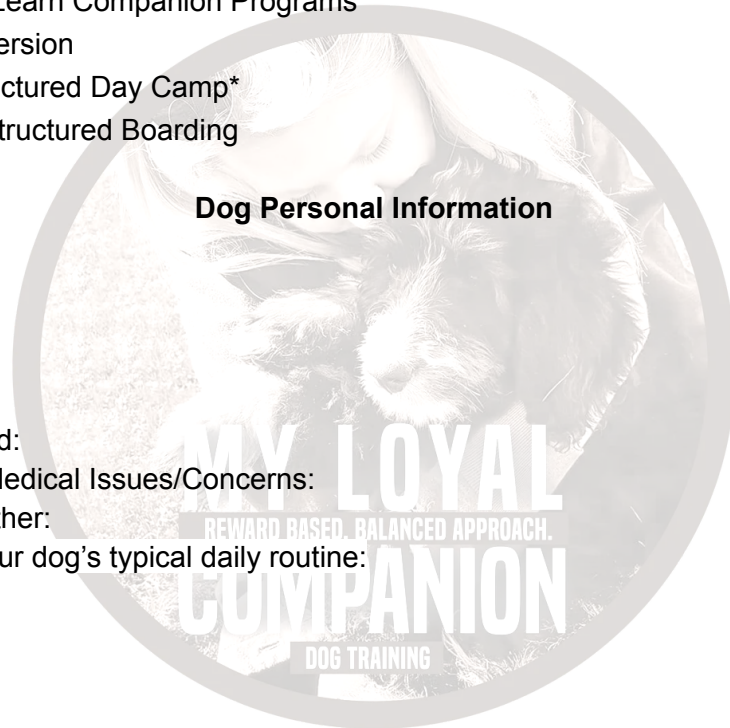 Learn Companion Programs
ersion
ctured Day Camp*
tructured Boarding
Dog Personal Information
d:
Medical Issues/Concerns:
ther:
ur dog's typical daily routine:
MY LOYAL
REWARD BASED, BALANCED APPROACH.
COMPANION
DOG TRAINING